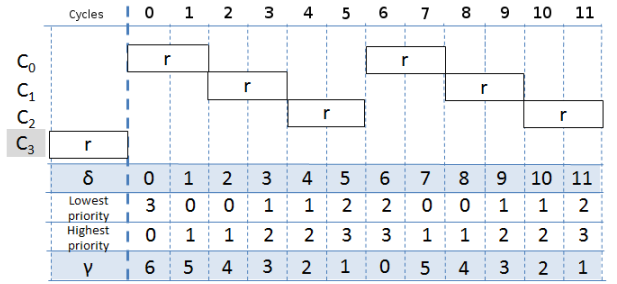 Cycles 0 1 2 3 4 5 6 7 8 9 10 11
C0 r r
C1 r r
C2 r r
C3 r
δ 0 1 2 3 4 5 6 7 8 9 10 11
Lowest
priority 3 0 0 1 1 2 2 0 0 1 1 2
Highest
priority 0 1 1 2 2 3 3 1 1 2 2 3
γ 6 5 4 3 2 1 0 5 4 3 2 1